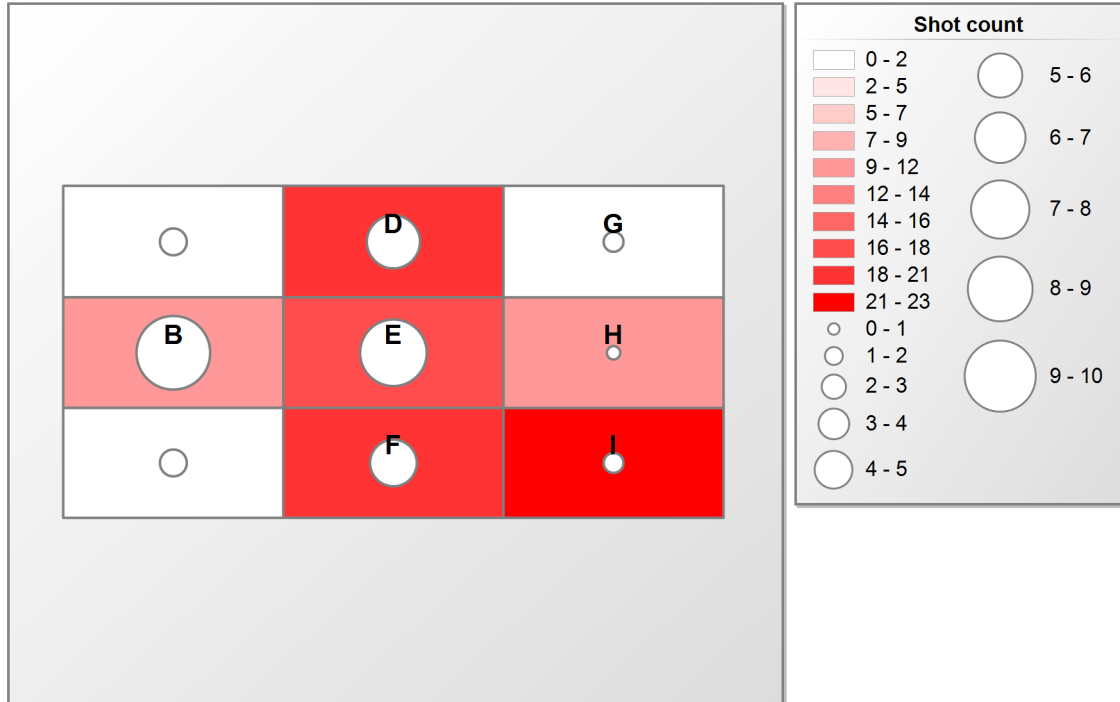 D
G
B
E
H
F
I
Shot count
0 - 2
2 - 5
5 - 7
7 - 9
9 - 12
12 - 14
14 - 16
16 - 18
18 - 21
21 - 23
0 - 1
1 - 2
2 - 3
3 - 4
4 - 5
5 - 6
6 - 7
7 - 8
8 - 9
9 - 10